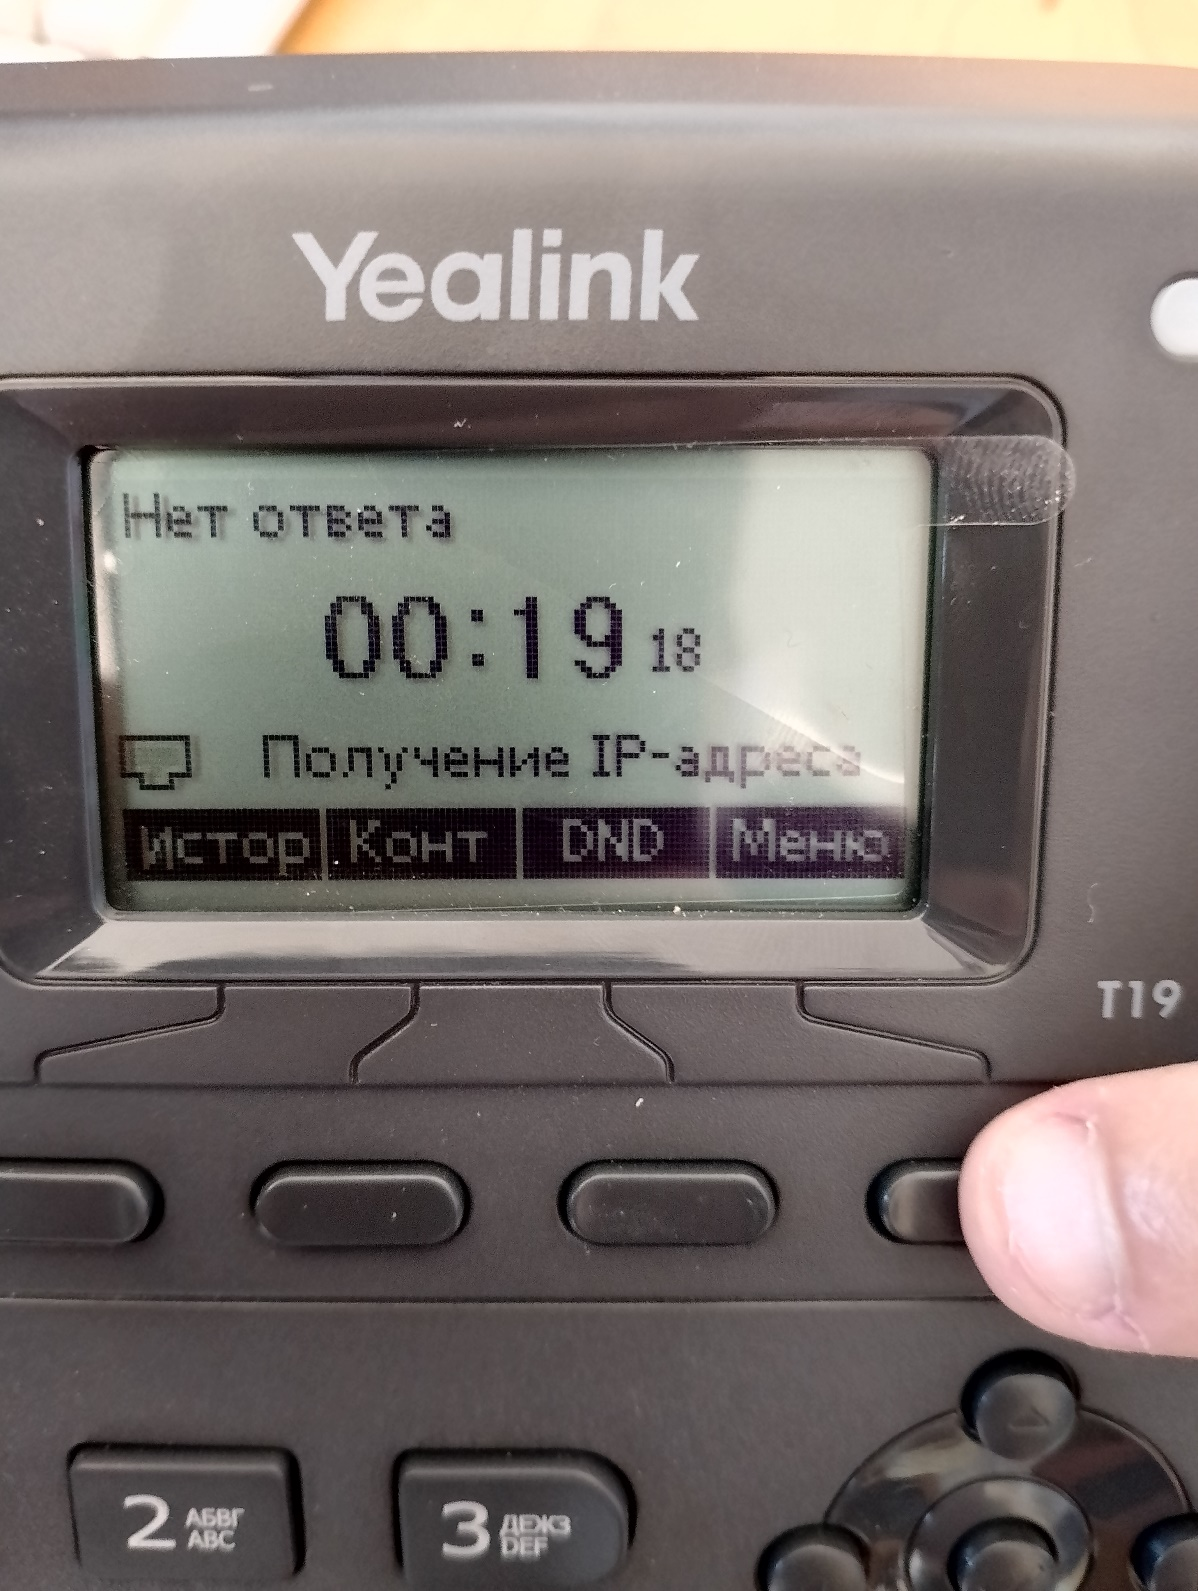 Yealink
Нет ответа
00:19 18
Получение IP-адреса
Истор Конт DND Меню
T19
2 АБВГ ABC
3 ДЕЖЗ DEF